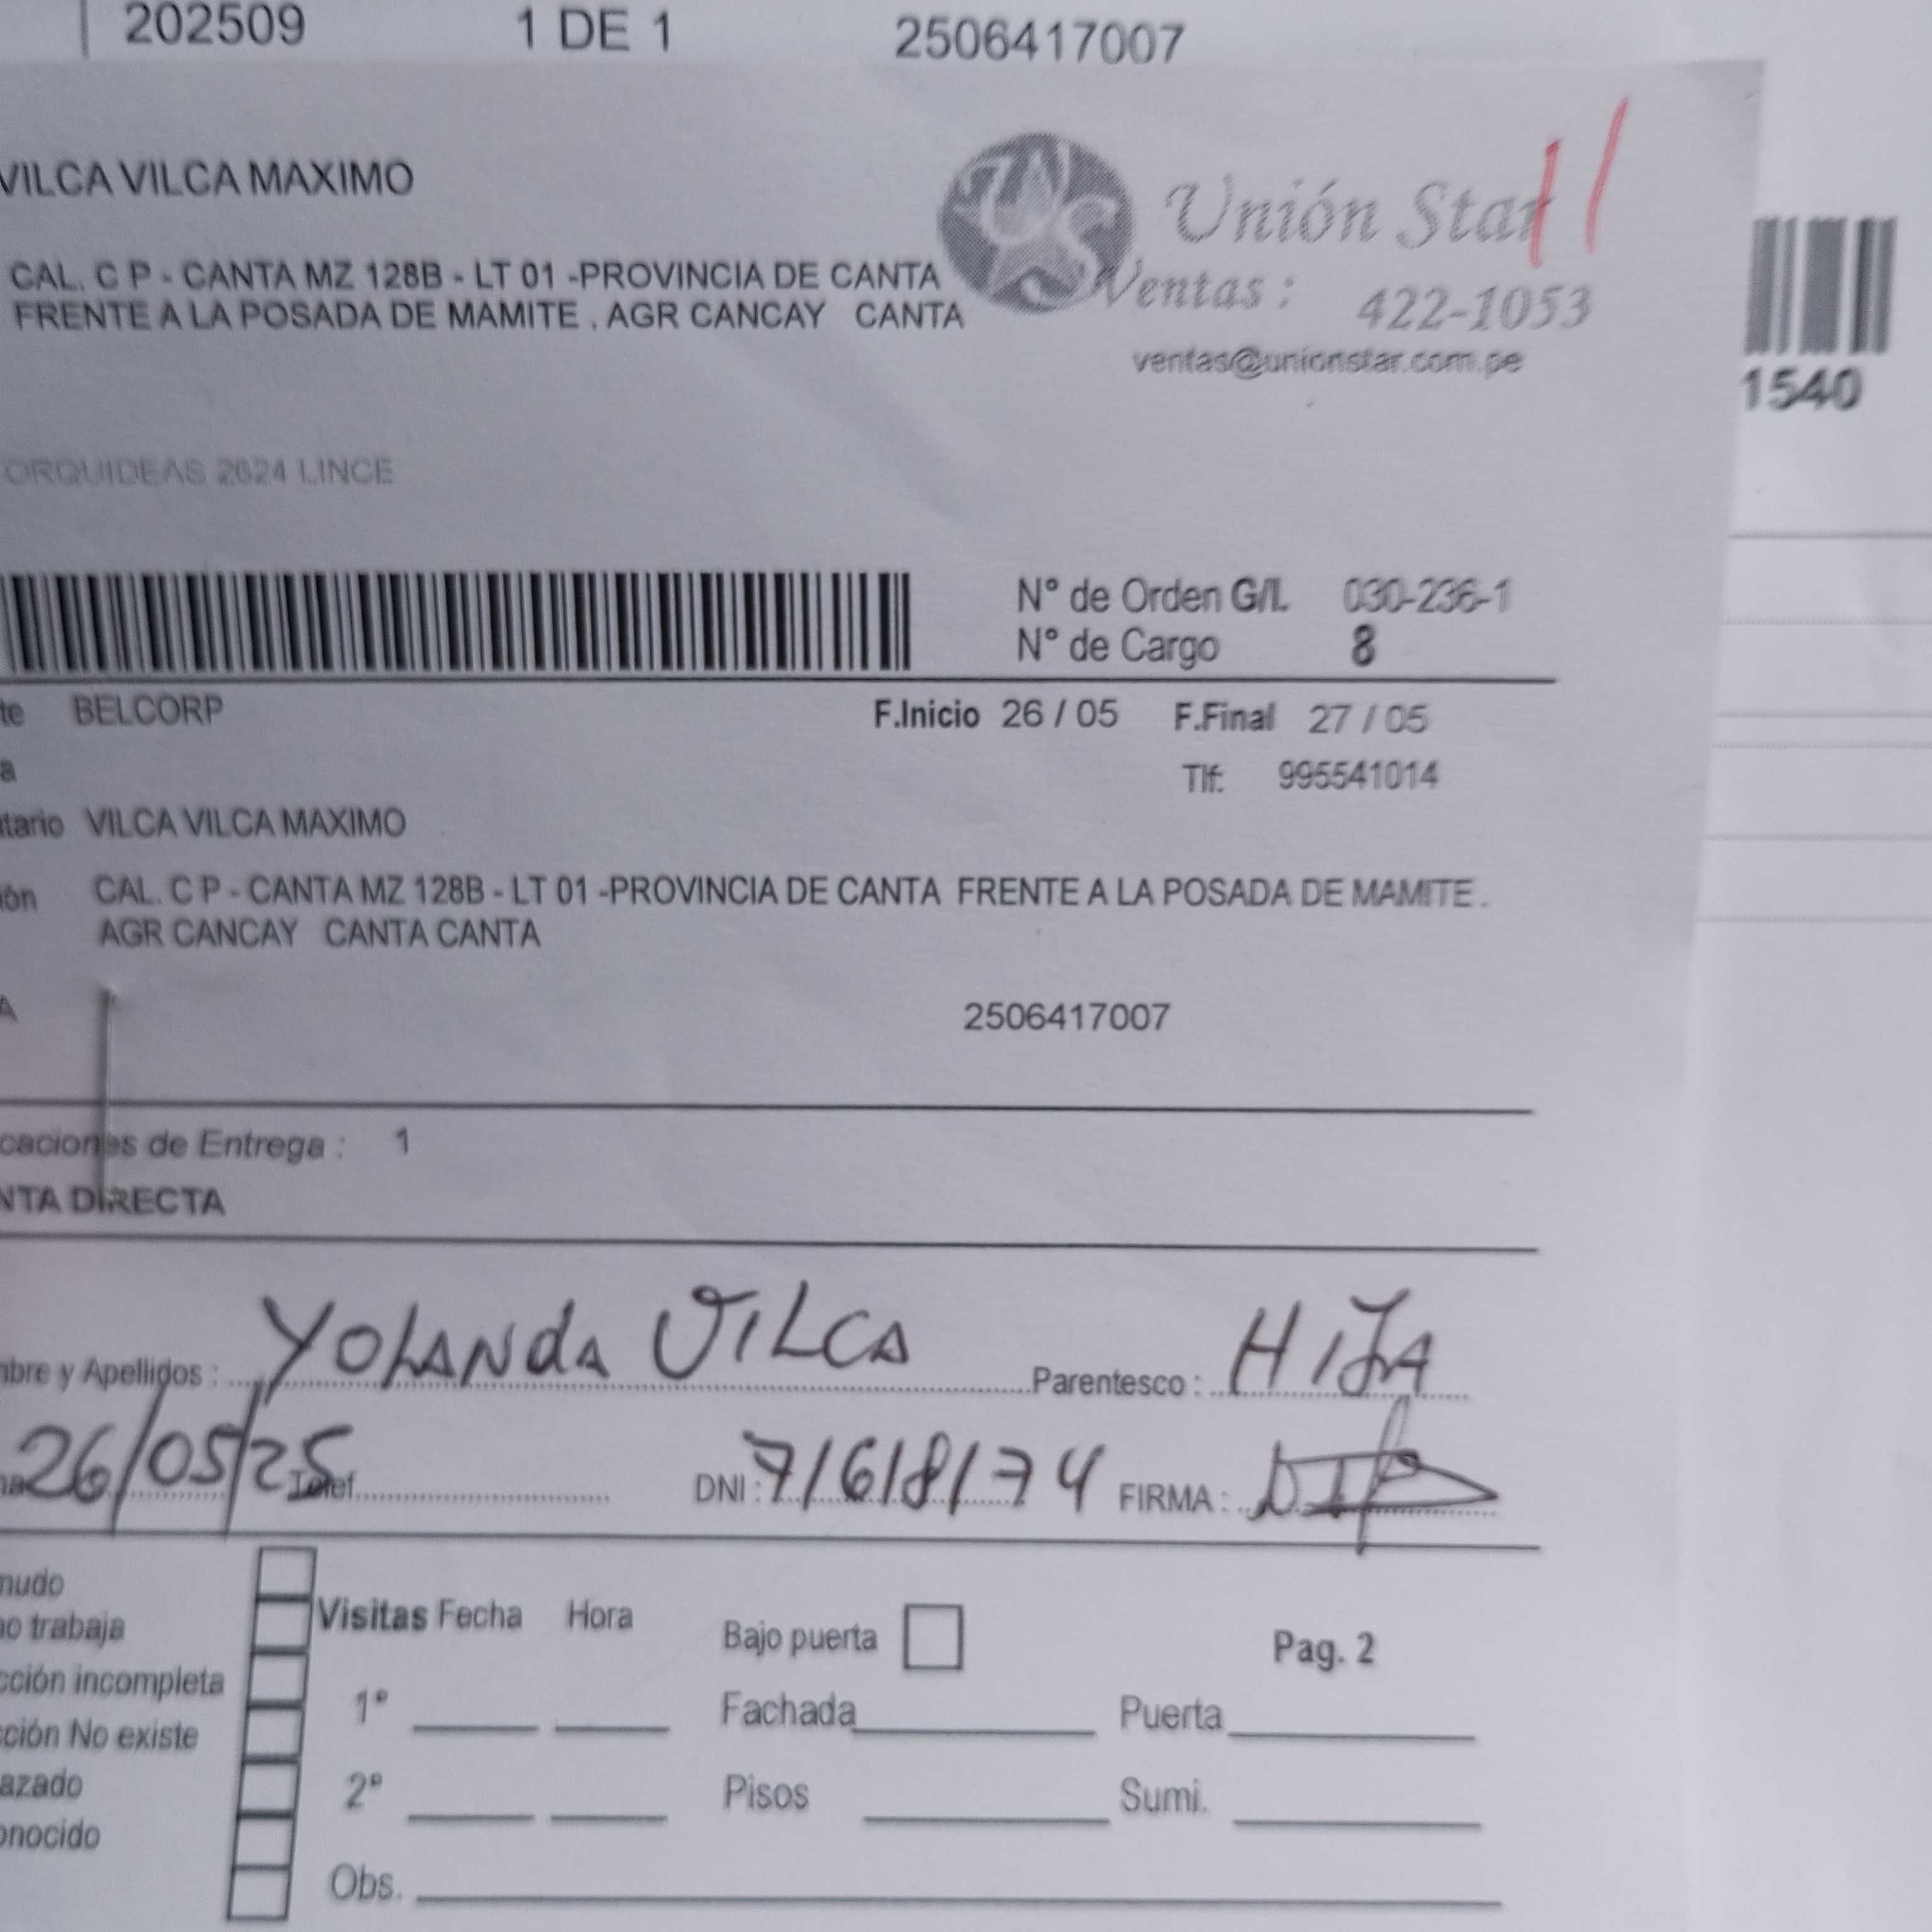 202509 1 DE 1 2506417007
VILCA VILCA MAXIMO
Unión Star
CAL. C P - CANTA MZ 128B - LT 01 -PROVINCIA DE CANTA
FRENTE A LA POSADA DE MAMITE . AGR CANCAY CANTA
Ventas : 422-1053
ventas@unionstar.com.pe
1540
ORQUIDEAS 2624 LINCE
N° de Orden G/L 030-236-1
N° de Cargo 8
te BELCORP F.Inicio 26 / 05 F.Final 27 / 05
a Tlf: 995541014
tario VILCA VILCA MAXIMO
ión CAL. C P - CANTA MZ 128B - LT 01 -PROVINCIA DE CANTA FRENTE A LA POSADA DE MAMITE .
AGR CANCAY CANTA CANTA
A 2506417007
caciones de Entrega : 1
NTA DIRECTA
bre y Apellidos : YOLANDA VILCA Parentesco : HIJA
26/05/25 Telef. DNI : 71618174 FIRMA :
mudo
no trabaja
Visitas Fecha Hora Bajo puerta Pag. 2
cción incompleta
1º Fachada Puerta
cción No existe
azado
2º Pisos Sumi.
onocido
Obs.